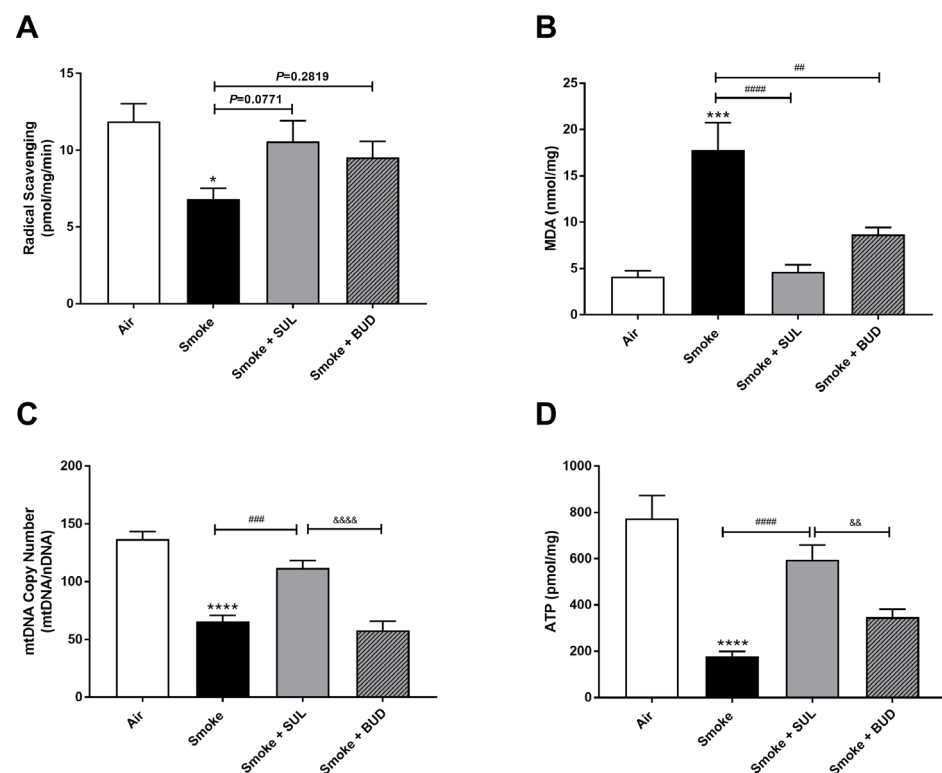 A
Radical Scavenging
(pmol/mg/min)
15
10
5
0
P=0.2819
P=0.0771
*
Air
Smoke
Smoke + SUL
Smoke + BUD
B
MDA (nmol/mg)
25
20
15
10
5
0
##
####
***
Air
Smoke
Smoke + SUL
Smoke + BUD
C
mtDNA Copy Number
(mtDNA/nDNA)
200
150
100
50
0
###
&&&&
****
Air
Smoke
Smoke + SUL
Smoke + BUD
D
ATP (pmol/mg)
1000
800
600
400
200
0
####
&&
****
Air
Smoke
Smoke + SUL
Smoke + BUD